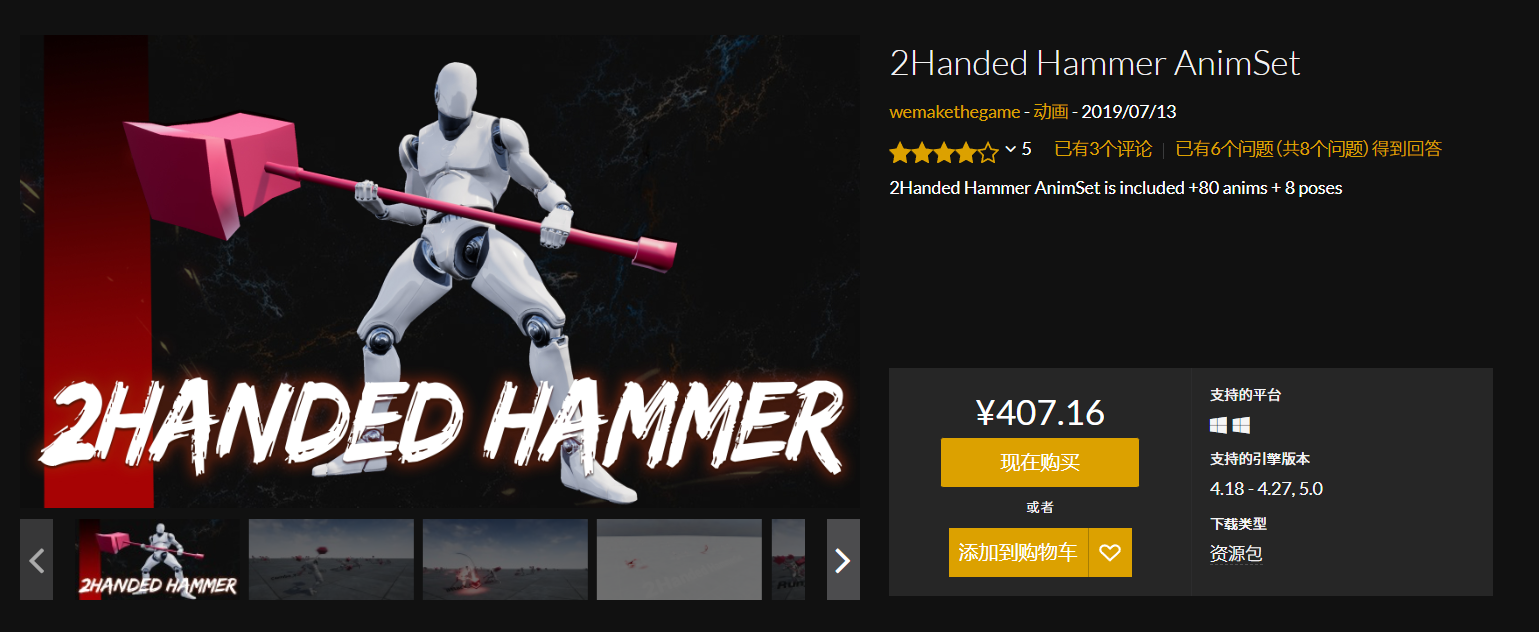 2HANDED HAMMER
2HANDED HAMMER
2Handed Hammer AnimSet
wemakethegame - 动画 - 2019/07/13
5 已有3个评论 | 已有6个问题 (共8个问题) 得到回答
2Handed Hammer AnimSet is included +80 anims + 8 poses
¥407.16
现在购买
或者
添加到购物车
支持的平台
支持的引擎版本
4.18 - 4.27, 5.0
下载类型
资源包